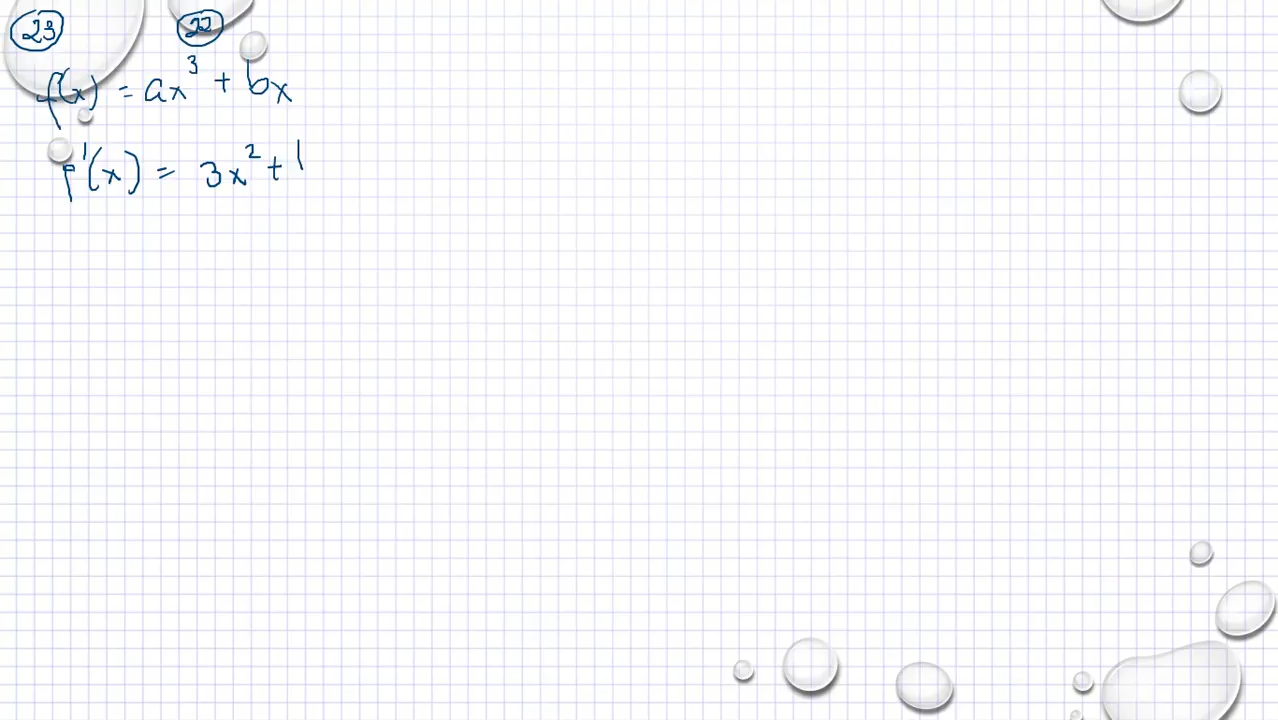 23 22
f(x) = ax³ + bx
f'(x) = 3x² + 1